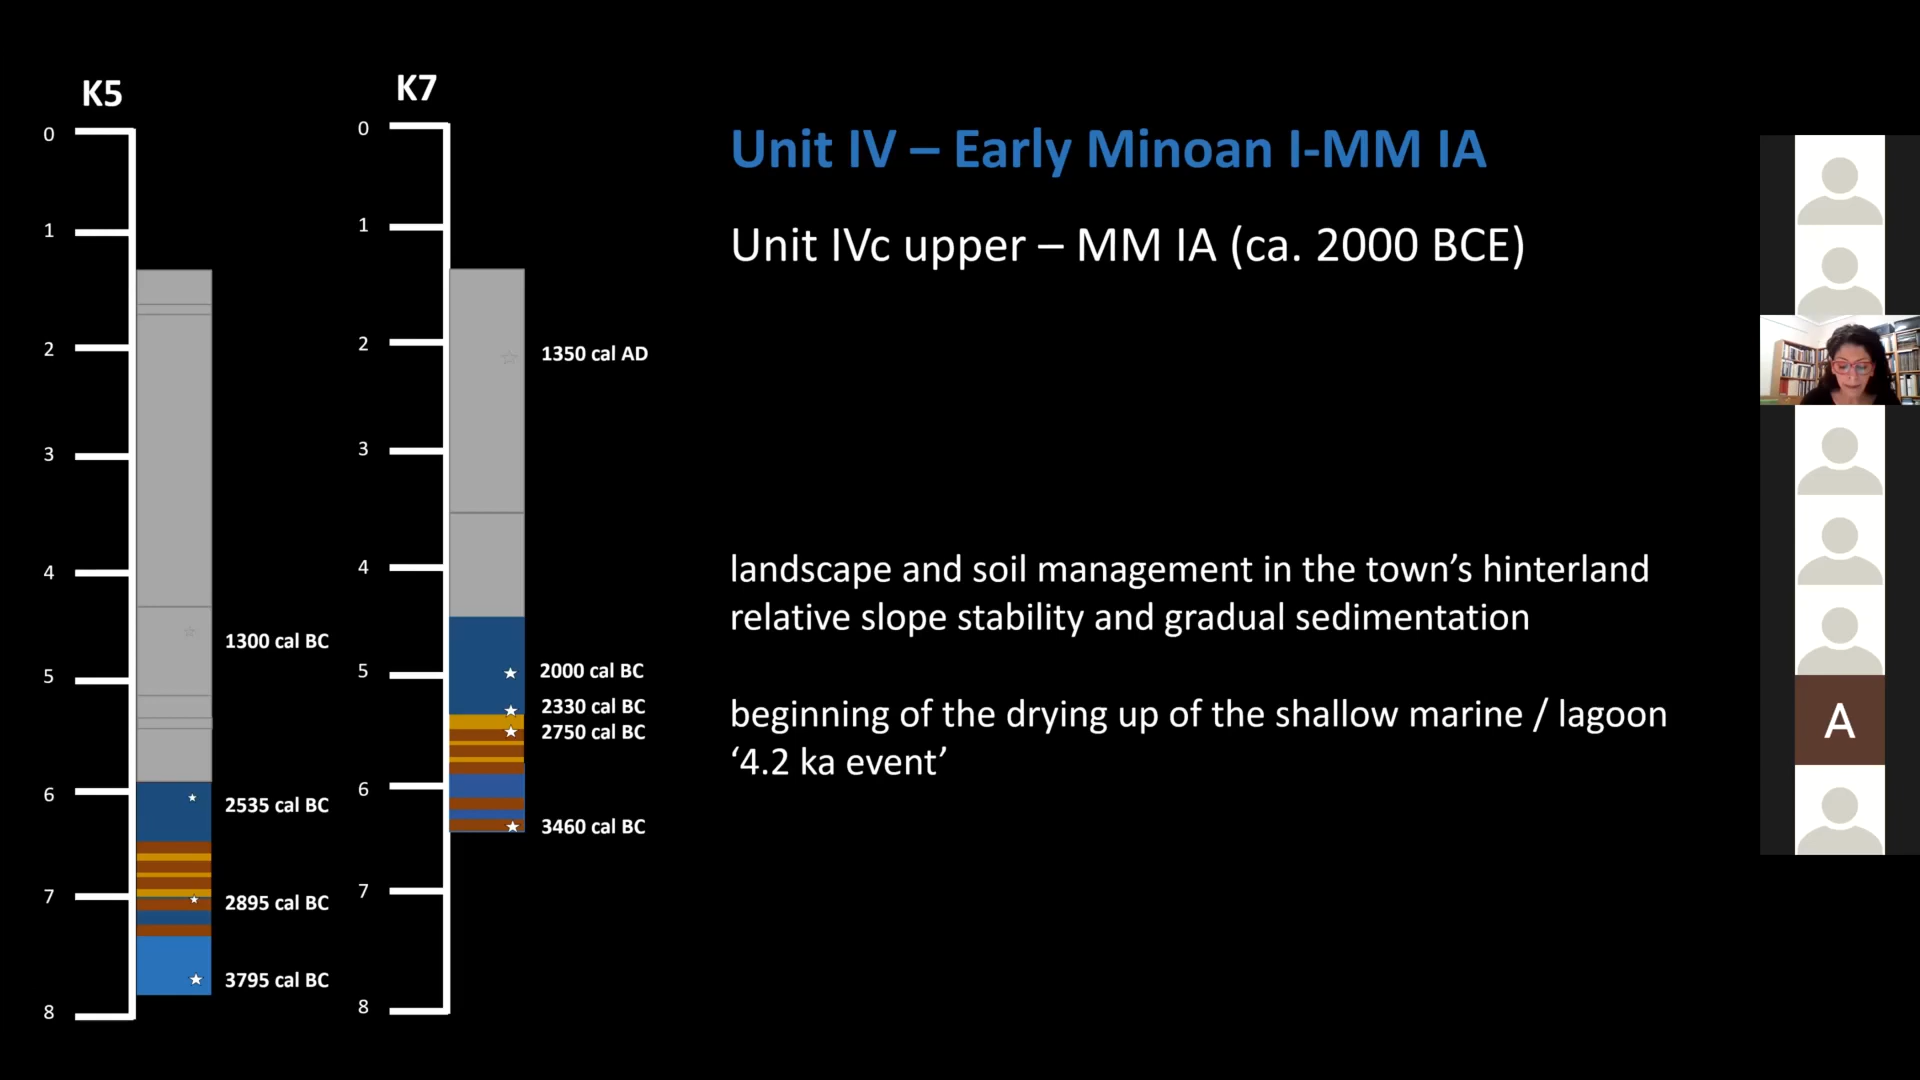 K5
0
1
2
3
4
5
6
7
8
1300 cal BC
2535 cal BC
2895 cal BC
3795 cal BC
K7
0
1
2
3
4
5
6
7
8
1350 cal AD
2000 cal BC
2330 cal BC
2750 cal BC
3460 cal BC
Unit IV – Early Minoan I-MM IA
Unit IVc upper – MM IA (ca. 2000 BCE)
landscape and soil management in the town’s hinterland
relative slope stability and gradual sedimentation
beginning of the drying up of the shallow marine / lagoon
‘4.2 ka event’
A